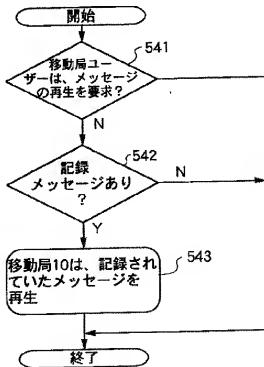 開始
541
移動局ユー
ザーは、メッセージ
の再生を要求?
N
542
記録
メッセージあり
?
N
Y
543
移動局10は、記録され
ていたメッセージを
再生
終了